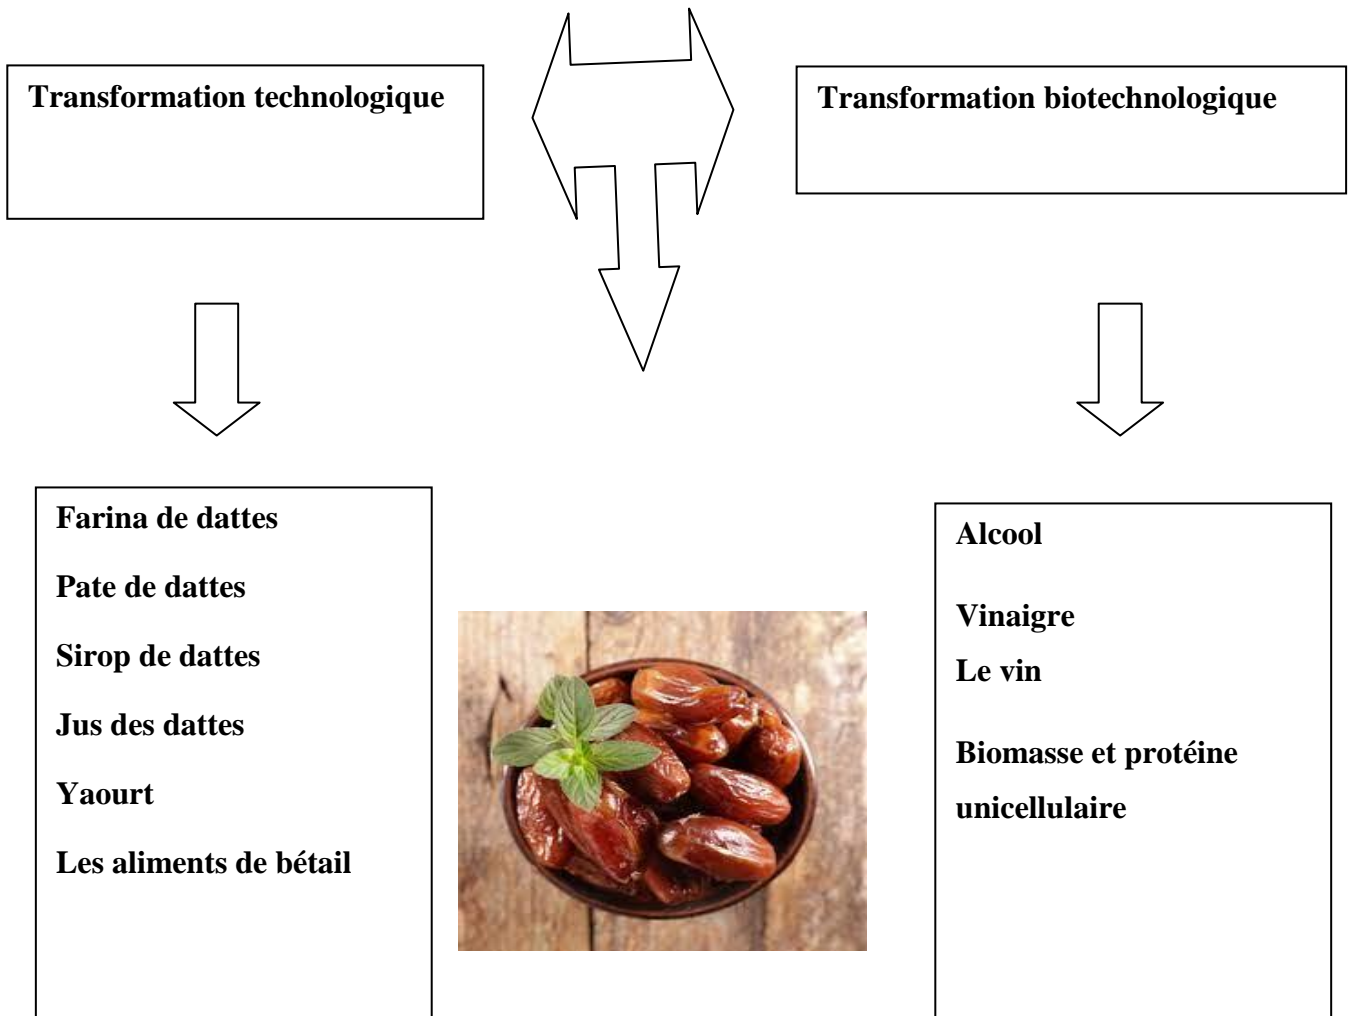 Transformation technologique
Transformation biotechnologique
Farina de dattes
Pate de dattes
Sirop de dattes
Jus des dattes
Yaourt
Les aliments de bétail
Alcool
Vinaigre
Le vin
Biomasse et protéine
unicellulaire